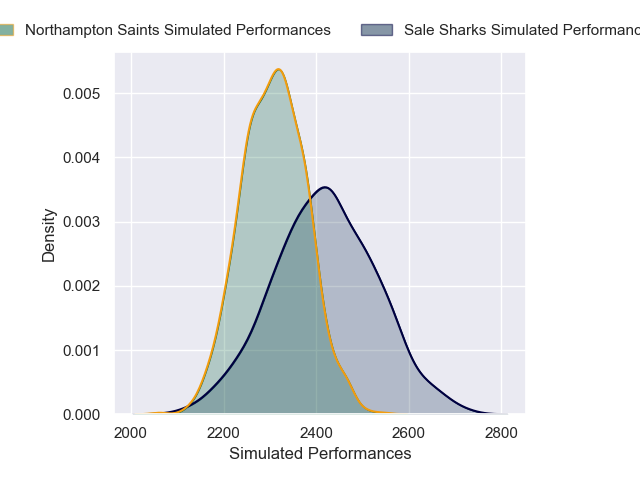 Northampton Saints Simulated Performances Sale Sharks Simulated
0.005
0.004
0.003
0.002
0.001
0.000
Density
2000 2200 2400 2600 2800
Simulated Performances